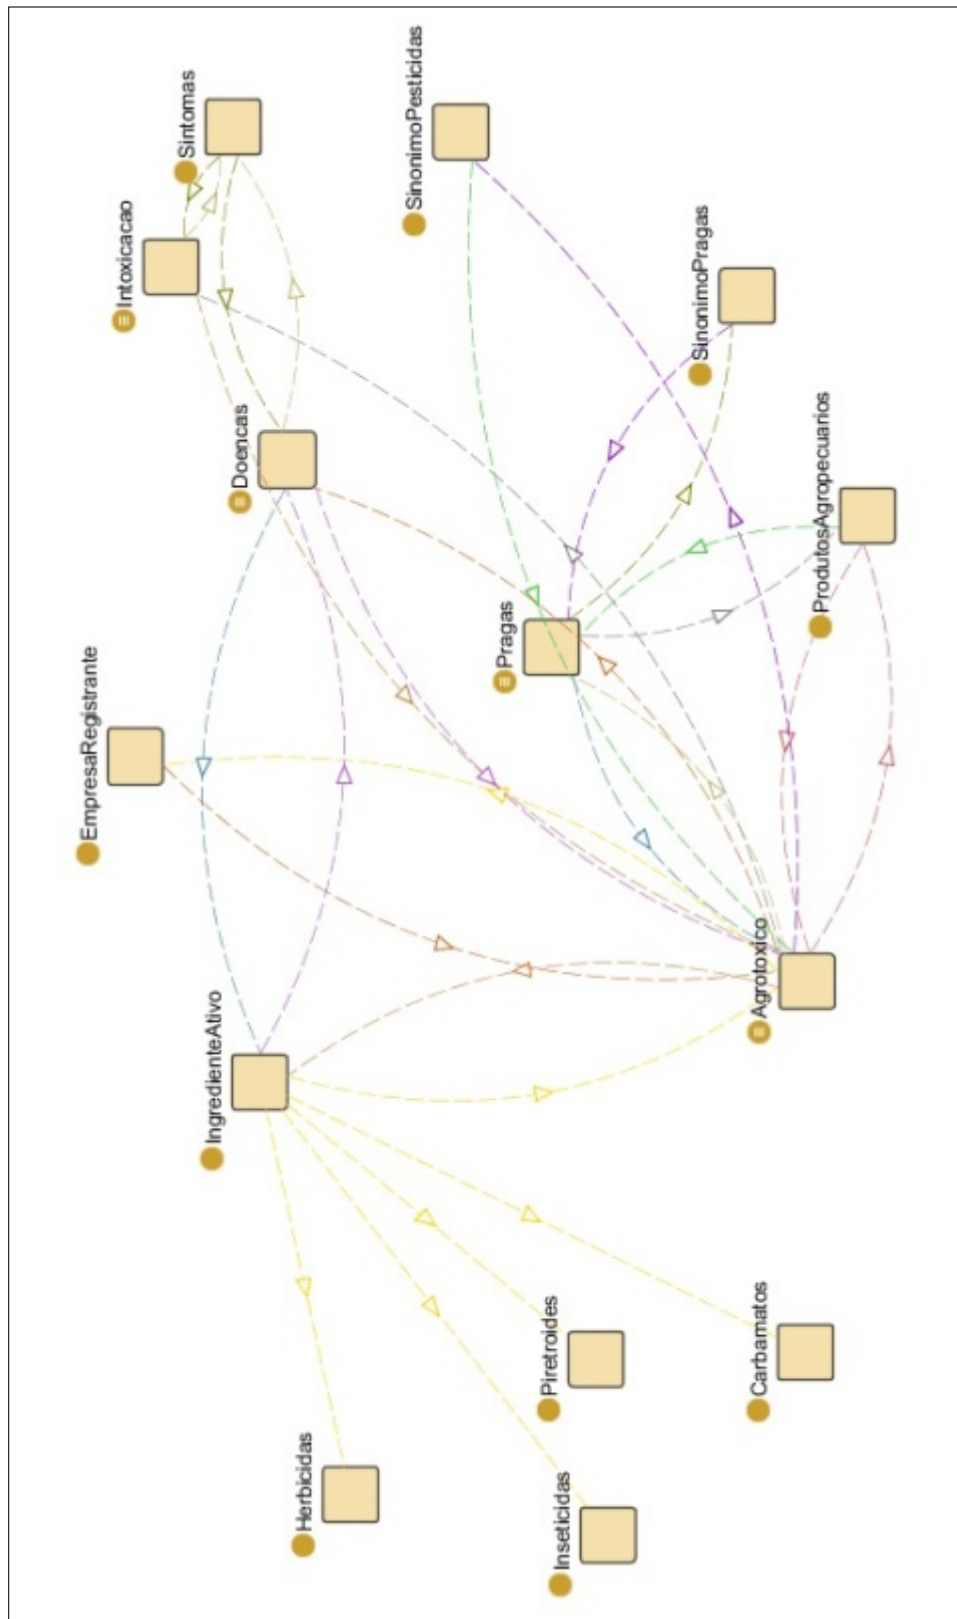 Sintomas
Intoxicacao
SinonimoPesticidas
SinonimoPragas
Doencas
ProdutosAgropecuarios
Pragas
EmpresaRegistrante
Agrotoxico
IngredienteAtivo
Piretroides
Carbamatos
Herbicidas
Inseticidas